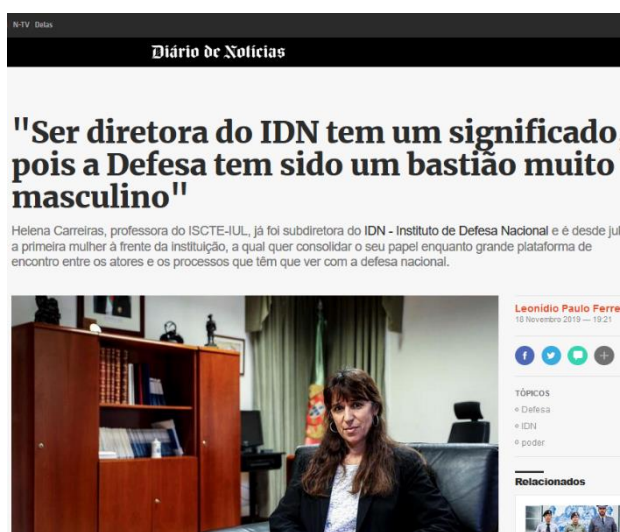 N-TV Delas
Diário de Notícias
"Ser diretora do IDN tem um significado,
pois a Defesa tem sido um bastião muito
masculino"
Helena Carreiras, professora do ISCTE-IUL, já foi subdiretora do IDN - Instituto de Defesa Nacional e é desde jul
a primeira mulher à frente da instituição, a qual quer consolidar o seu papel enquanto grande plataforma de
encontro entre os atores e os processos que têm que ver com a defesa nacional.
Leonídio Paulo Ferre
18 Novembro 2019 — 19:21
TÓPICOS
Defesa
IDN
poder
Relacionados